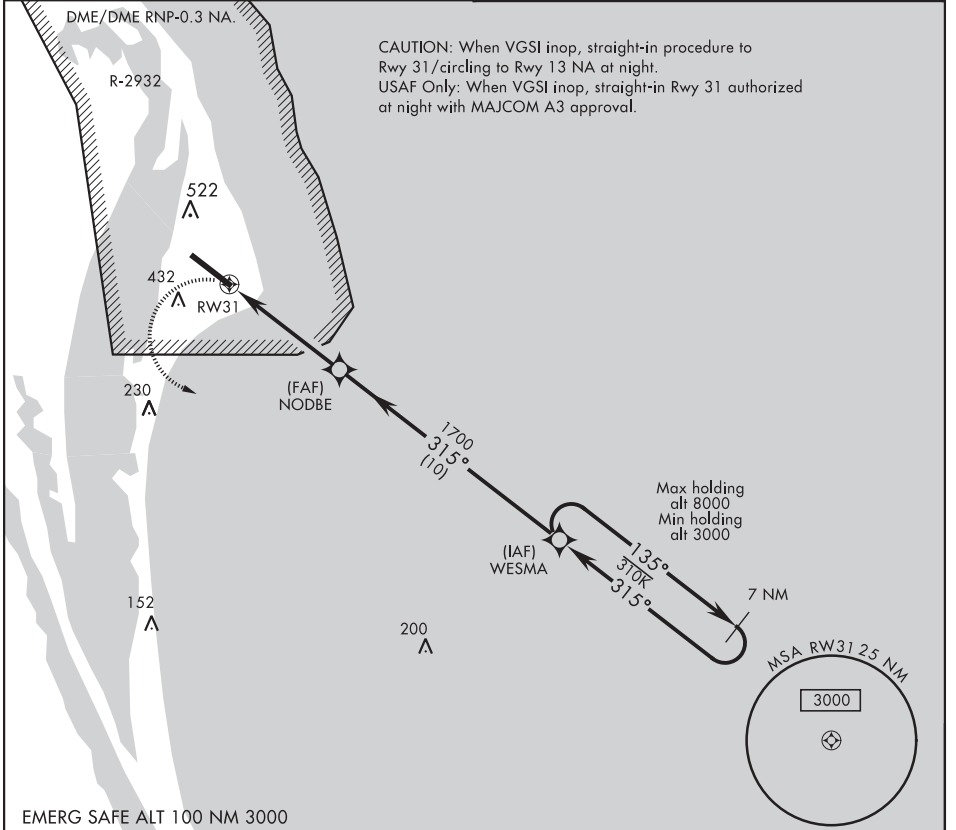 DME/DME RNP-0.3 NA.
CAUTION: When VGSI inop, straight-in procedure to
Rwy 31/circling to Rwy 13 NA at night.
USAF Only: When VGSI inop, straight-in Rwy 31 authorized
at night with MAJCOM A3 approval.
R-2932
522
432
RW31
230
(FAF)
NODBE
1700
315°
(10)
Max holding
alt 8000
Min holding
alt 3000
(IAF)
WESMA
135°
310K
315°
7 NM
152
200
MSA RW31 25 NM
3000
EMERG SAFE ALT 100 NM 3000